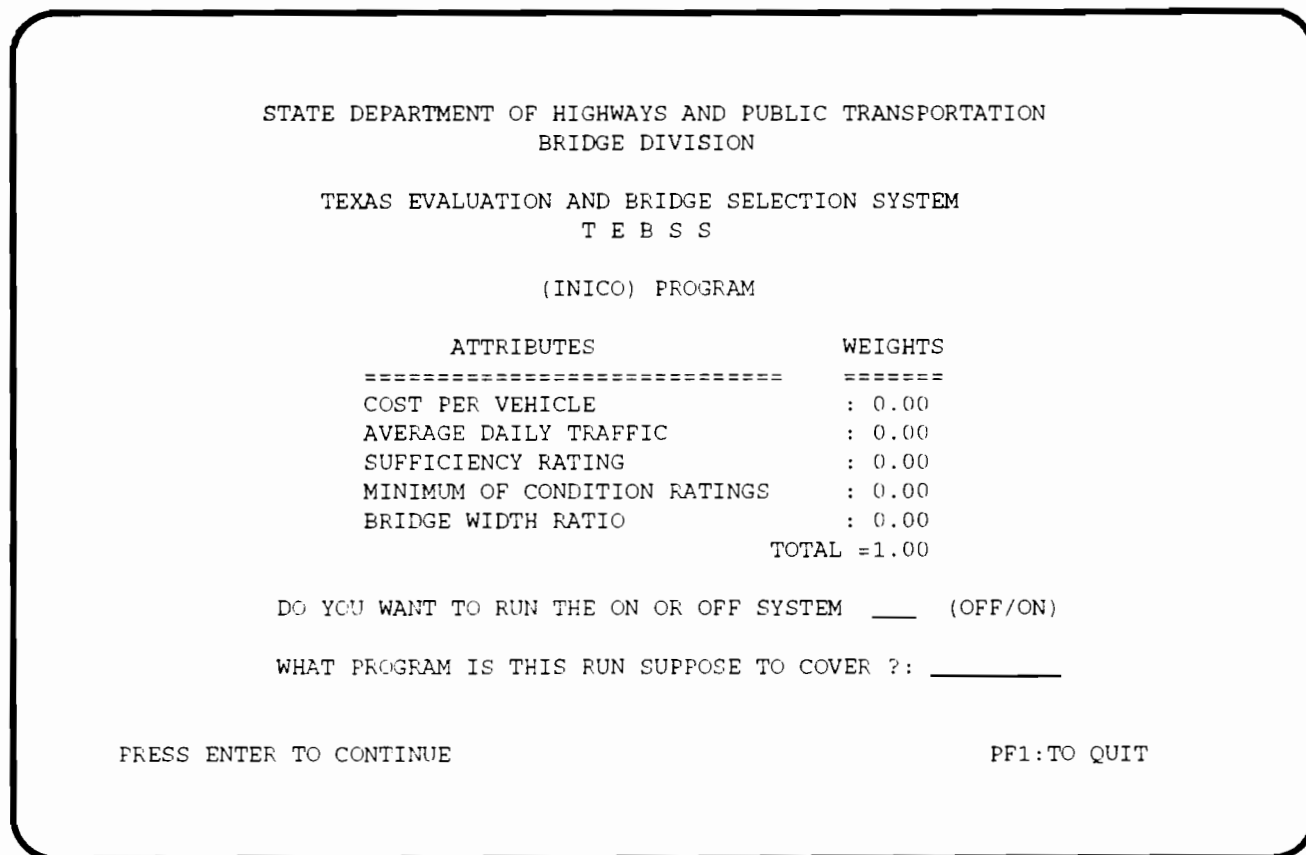 STATE DEPARTMENT OF HIGHWAYS AND PUBLIC TRANSPORTATION
BRIDGE DIVISION
TEXAS EVALUATION AND BRIDGE SELECTION SYSTEM
T E B S S
(INICO) PROGRAM
ATTRIBUTES WEIGHTS
============================= =======
COST PER VEHICLE : 0.00
AVERAGE DAILY TRAFFIC : 0.00
SUFFICIENCY RATING : 0.00
MINIMUM OF CONDITION RATINGS : 0.00
BRIDGE WIDTH RATIO : 0.00
TOTAL =1.00
DO YOU WANT TO RUN THE ON OR OFF SYSTEM ___ (OFF/ON)
WHAT PROGRAM IS THIS RUN SUPPOSE TO COVER ?: _________
PRESS ENTER TO CONTINUE PF1:TO QUIT